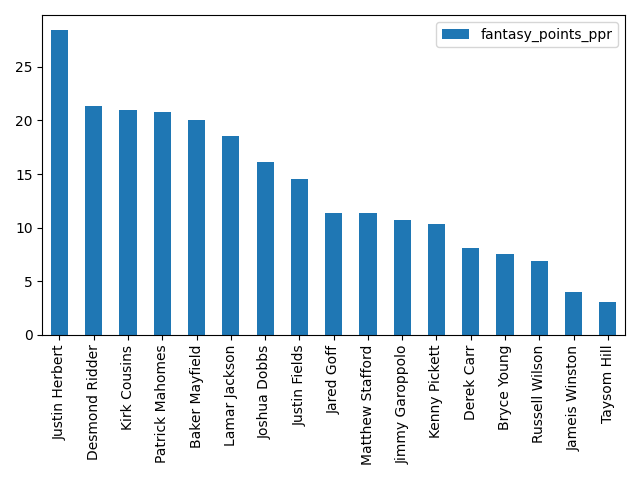 fantasy_points_ppr
25
20
15
10
5
0
Justin Herbert
Desmond Ridder
Kirk Cousins
Patrick Mahomes
Baker Mayfield
Lamar Jackson
Joshua Dobbs
Justin Fields
Jared Goff
Matthew Stafford
Jimmy Garoppolo
Kenny Pickett
Derek Carr
Bryce Young
Russell Wilson
Jameis Winston
Taysom Hill